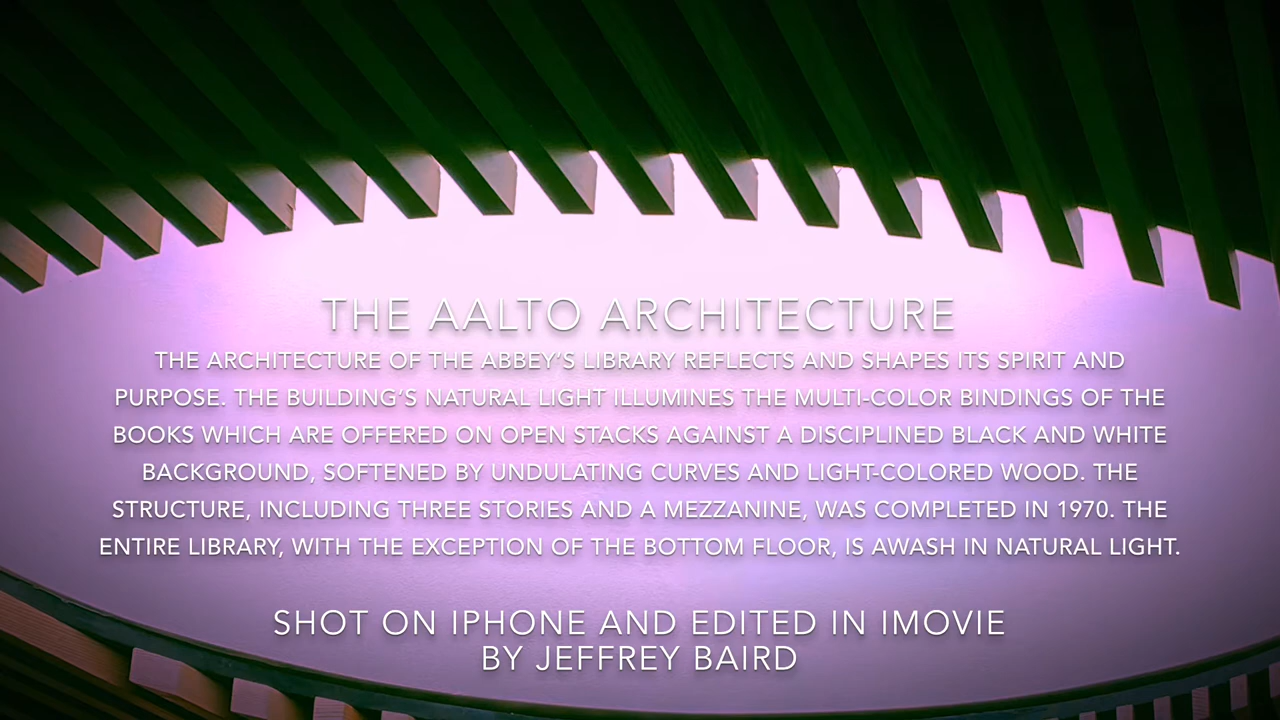 THE AALTO ARCHITECTURE
THE ARCHITECTURE OF THE ABBEY'S LIBRARY REFLECTS AND SHAPES ITS SPIRIT AND
PURPOSE. THE BUILDING'S NATURAL LIGHT ILLUMINES THE MULTI-COLOR BINDINGS OF THE
BOOKS WHICH ARE OFFERED ON OPEN STACKS AGAINST A DISCIPLINED BLACK AND WHITE
BACKGROUND, SOFTENED BY UNDULATING CURVES AND LIGHT-COLORED WOOD. THE
STRUCTURE, INCLUDING THREE STORIES AND A MEZZANINE, WAS COMPLETED IN 1970. THE
ENTIRE LIBRARY, WITH THE EXCEPTION OF THE BOTTOM FLOOR, IS AWASH IN NATURAL LIGHT.
SHOT ON IPHONE AND EDITED IN IMOVIE
BY JEFFREY BAIRD